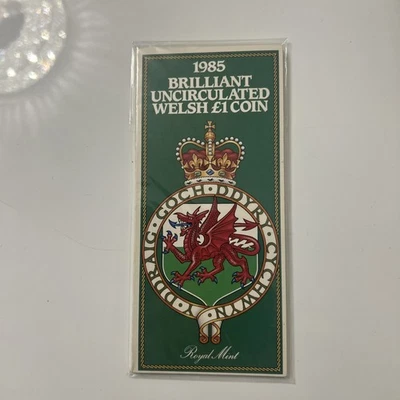 1985
BRILLIANT
UNCIRCULATED
WELSH £1 COIN
Y·DDRAIG·GOCH·DDYRY·CYCHWYN
Royal Mint